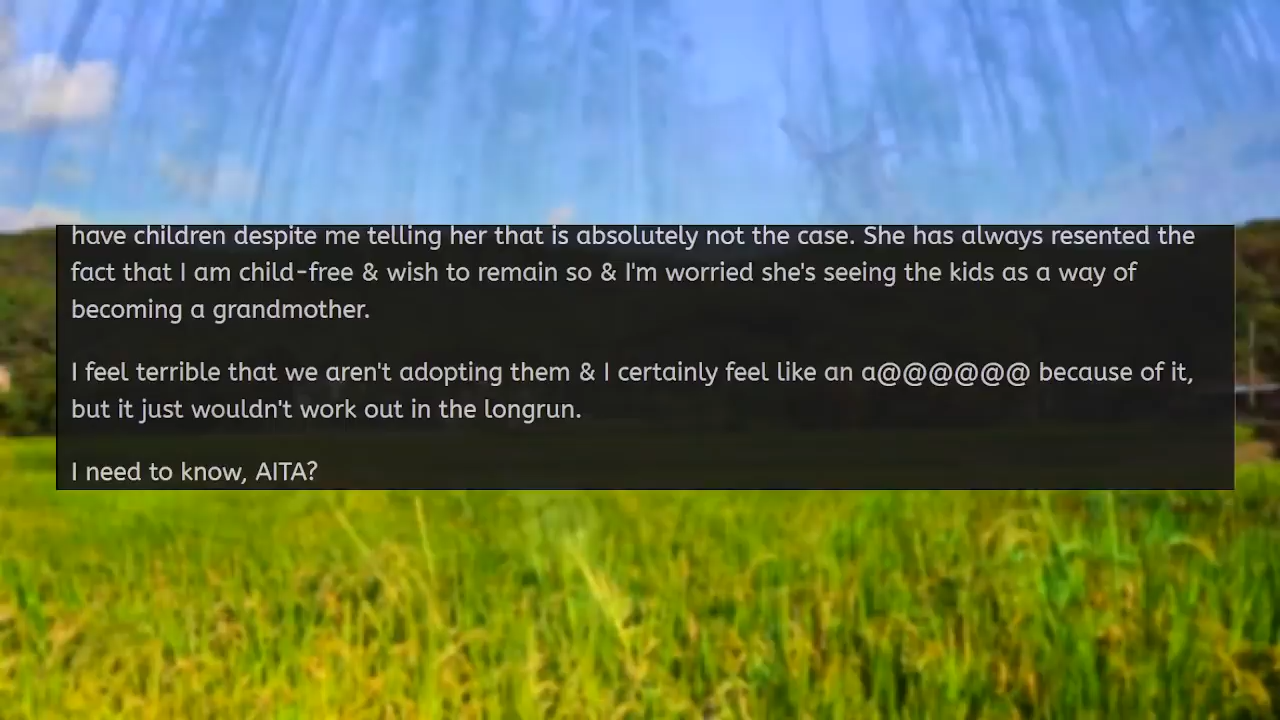 have children despite me telling her that is absolutely not the case. She has always resented the
fact that I am child-free & wish to remain so & I'm worried she's seeing the kids as a way of
becoming a grandmother.
I feel terrible that we aren't adopting them & I certainly feel like an a@@@@@@ because of it,
but it just wouldn't work out in the longrun.
I need to know, AITA?